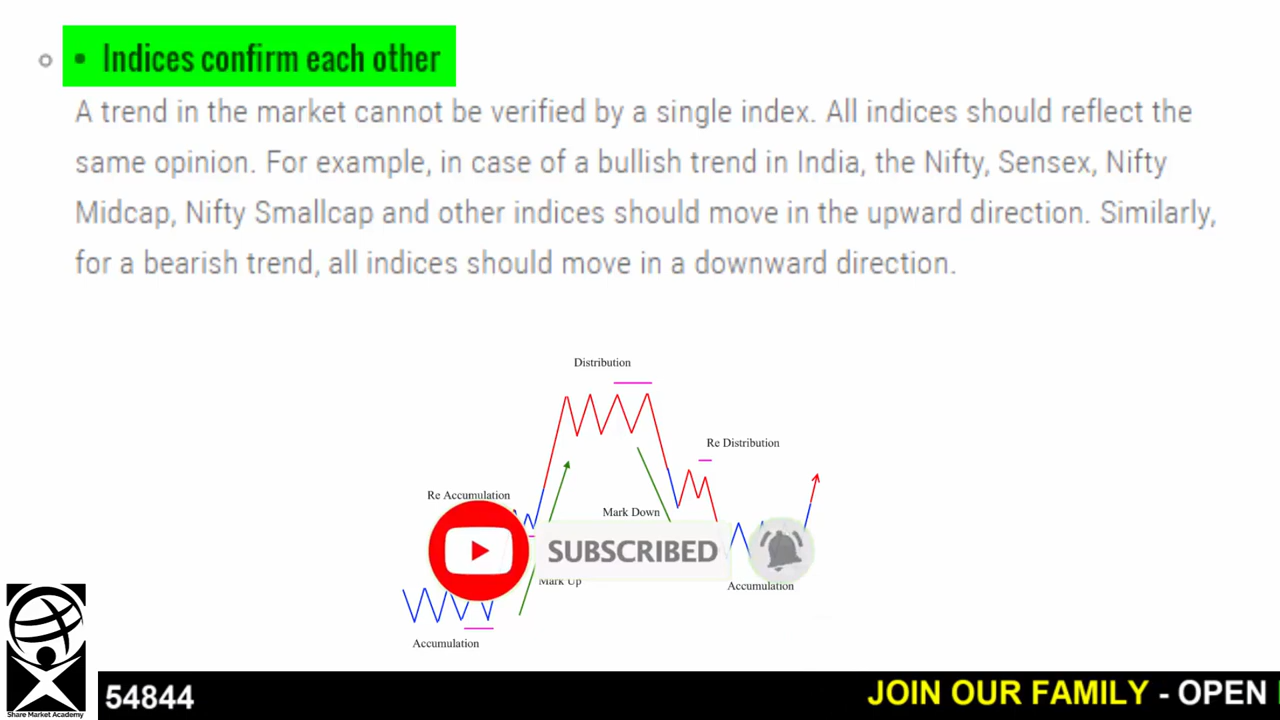 • Indices confirm each other
A trend in the market cannot be verified by a single index. All indices should reflect the
same opinion. For example, in case of a bullish trend in India, the Nifty, Sensex, Nifty
Midcap, Nifty Smallcap and other indices should move in the upward direction. Similarly,
for a bearish trend, all indices should move in a downward direction.
Distribution
Re Distribution
Re Accumulation
Mark Down
SUBSCRIBED
Mark Up
Accumulation
Accumulation
Share Market Academy
54844
JOIN OUR FAMILY - OPEN